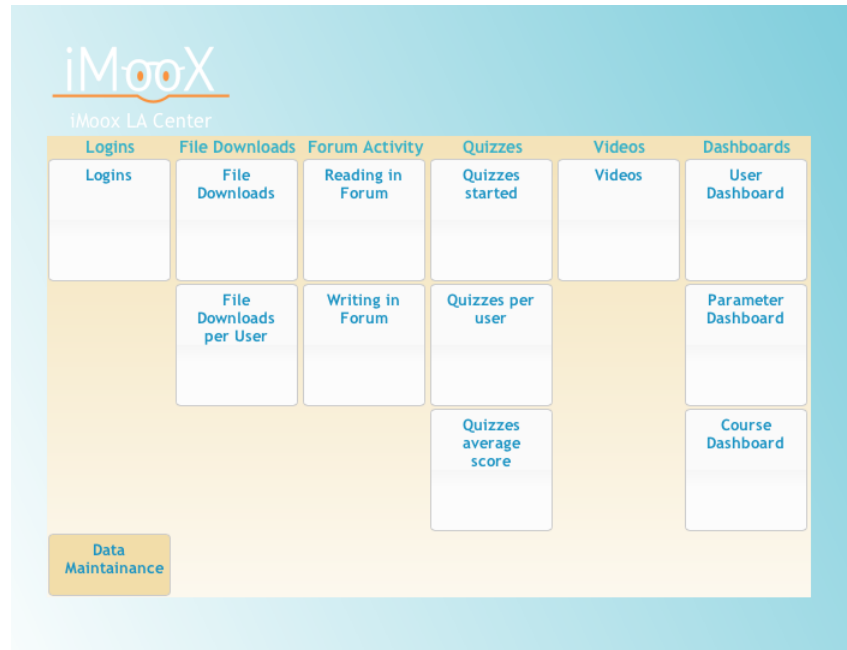 iMooX
iMoox LA Center
Logins File Downloads Forum Activity Quizzes Videos Dashboards
Logins
File
Downloads
Reading in
Forum
Quizzes
started
Videos
User
Dashboard
File
Downloads
per User
Writing in
Forum
Quizzes per
user
Parameter
Dashboard
Quizzes
average
score
Course
Dashboard
Data
Maintainance